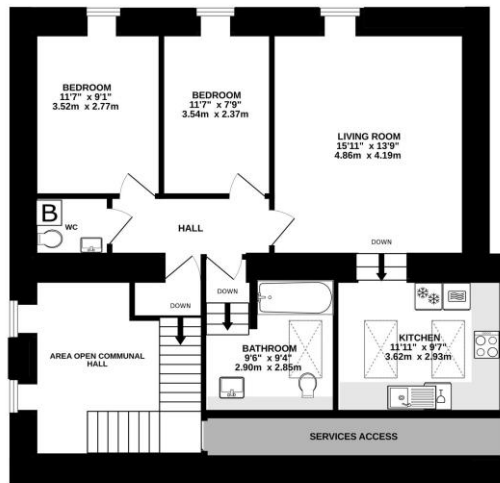 BEDROOM
11'7" x 9'1"
3.52m x 2.77m
BEDROOM
11'7" x 7'9"
3.54m x 2.37m
LIVING ROOM
15'11" x 13'9"
4.86m x 4.19m
B
WC
HALL
DOWN
DOWN
DOWN
AREA OPEN COMMUNAL
HALL
BATHROOM
9'6" x 9'4"
2.90m x 2.85m
KITCHEN
11'11" x 9'7"
3.62m x 2.93m
SERVICES ACCESS